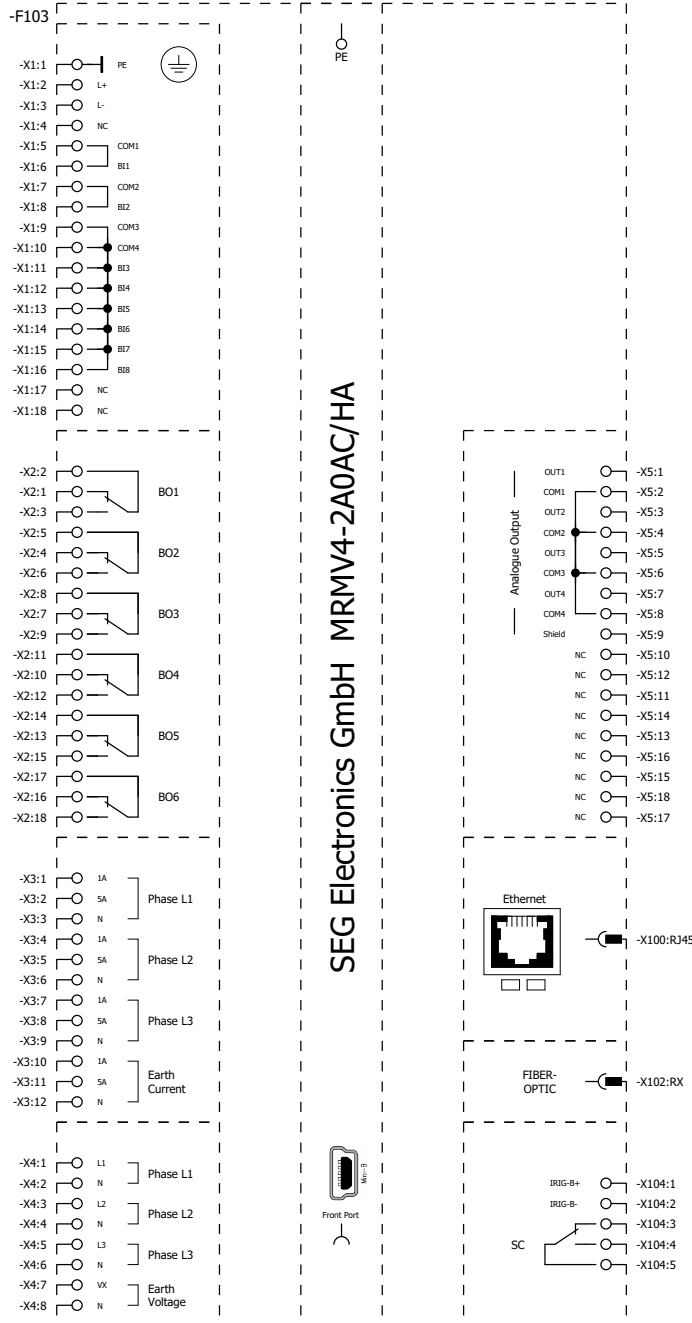 -F103
PE
-X1:1 PE
-X1:2 L+
-X1:3 L-
-X1:4 NC
-X1:5 COM1
-X1:6 BI1
-X1:7 COM2
-X1:8 BI2
-X1:9 COM3
-X1:10 COM4
-X1:11 BI3
-X1:12 BI4
-X1:13 BI5
-X1:14 BI6
-X1:15 BI7
-X1:16 BI8
-X1:17 NC
-X1:18 NC
-X2:2
-X2:1 BO1
-X2:3
-X2:5
-X2:4 BO2
-X2:6
-X2:8
-X2:7 BO3
-X2:9
-X2:11
-X2:10 BO4
-X2:12
-X2:14
-X2:13 BO5
-X2:15
-X2:17
-X2:16 BO6
-X2:18
-X3:1 1A
-X3:2 5A Phase L1
-X3:3 N
-X3:4 1A
-X3:5 5A Phase L2
-X3:6 N
-X3:7 1A
-X3:8 5A Phase L3
-X3:9 N
-X3:10 1A
-X3:11 5A Earth
Current
-X3:12 N
-X4:1 L1
Phase L1
-X4:2 N
-X4:3 L2
Phase L2
-X4:4 N
-X4:5 L3
Phase L3
-X4:6 N
-X4:7 VX Earth
-X4:8 N Voltage
SEG Electronics GmbH MRMV4-2A0AC/HA
Mini-B
Front Port
Analogue Output
OUT1 -X5:1
COM1 -X5:2
OUT2 -X5:3
COM2 -X5:4
OUT3 -X5:5
COM3 -X5:6
OUT4 -X5:7
COM4 -X5:8
Shield -X5:9
NC -X5:10
NC -X5:12
NC -X5:11
NC -X5:14
NC -X5:13
NC -X5:16
NC -X5:15
NC -X5:18
NC -X5:17
Ethernet
-X100:RJ45
FIBER-
OPTIC
-X102:RX
IRIG-B+ -X104:1
IRIG-B- -X104:2
-X104:3
SC -X104:4
-X104:5